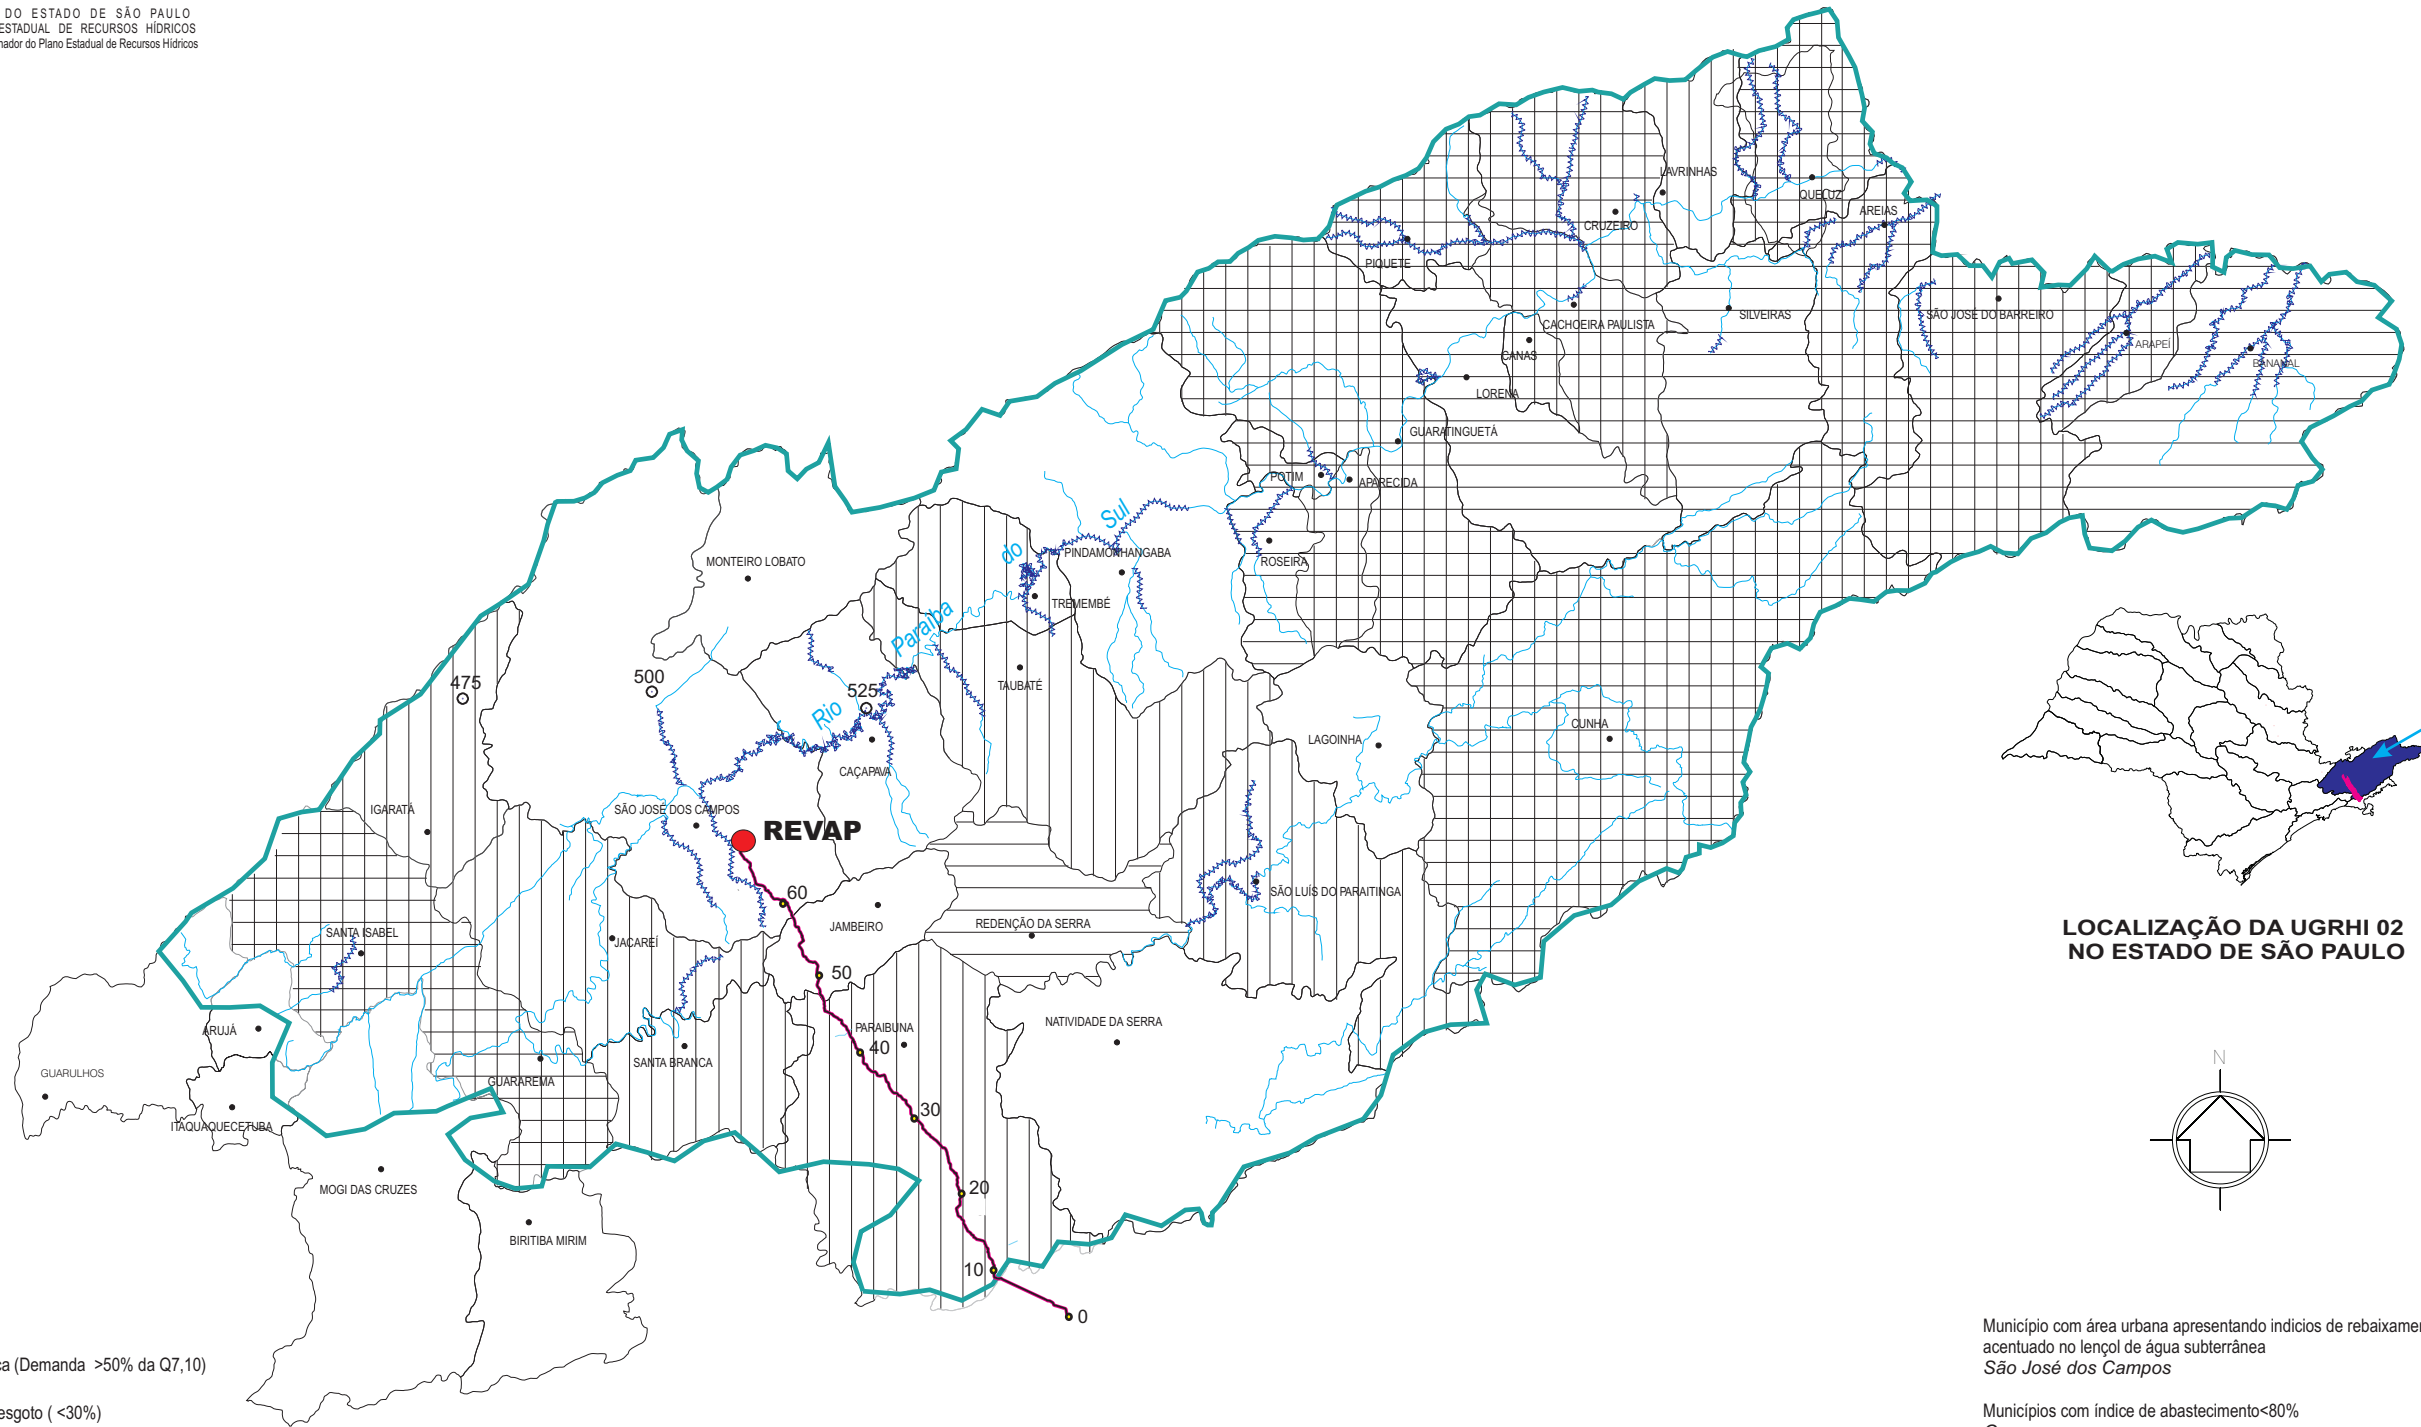 DO ESTADO DE SÃO PAULO
ESTADUAL DE RECURSOS HÍDRICOS
do Plano Estadual de Recursos Hídricos
LAVRINHAS
QUELUZ
AREIAS
CRUZEIRO
PIQUETE
CACHOEIRA PAULISTA
SILVEIRAS
SÃO JOSÉ DO BARREIRO
ARAPEÍ
BANANAL
CANAS
LORENA
GUARATINGUETÁ
POTIM
APARECIDA
ROSEIRA
Rio Paraíba do Sul
PINDAMONHANGABA
MONTEIRO LOBATO
TREMEMBÉ
TAUBATÉ
475
500
525
CUNHA
LAGOINHA
CAÇAPAVA
IGARATÁ
SÃO JOSÉ DOS CAMPOS
REVAP
60
SÃO LUÍS DO PARAITINGA
JAMBEIRO
REDENÇÃO DA SERRA
SANTA ISABEL
JACAREÍ
LOCALIZAÇÃO DA UGRHI 02
NO ESTADO DE SÃO PAULO
50
NATIVIDADE DA SERRA
ARUJÁ
PARAIBUNA
40
SANTA BRANCA
N
GUARULHOS
GUARAREMA
30
ITAQUAQUECETUBA
MOGI DAS CRUZES
20
BIRITIBA MIRIM
10
0
(Demanda >50% da Q7,10)
esgoto ( <30%)
Município com área urbana apresentando indicios de
acentuado no lençol de água subterrânea
São José dos Campos
Municípios com índice de abastecimento<80%